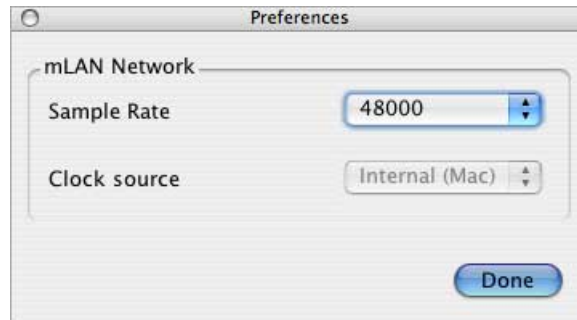 Preferences
mLAN Network
Sample Rate
48000
Clock source
Internal (Mac)
Done